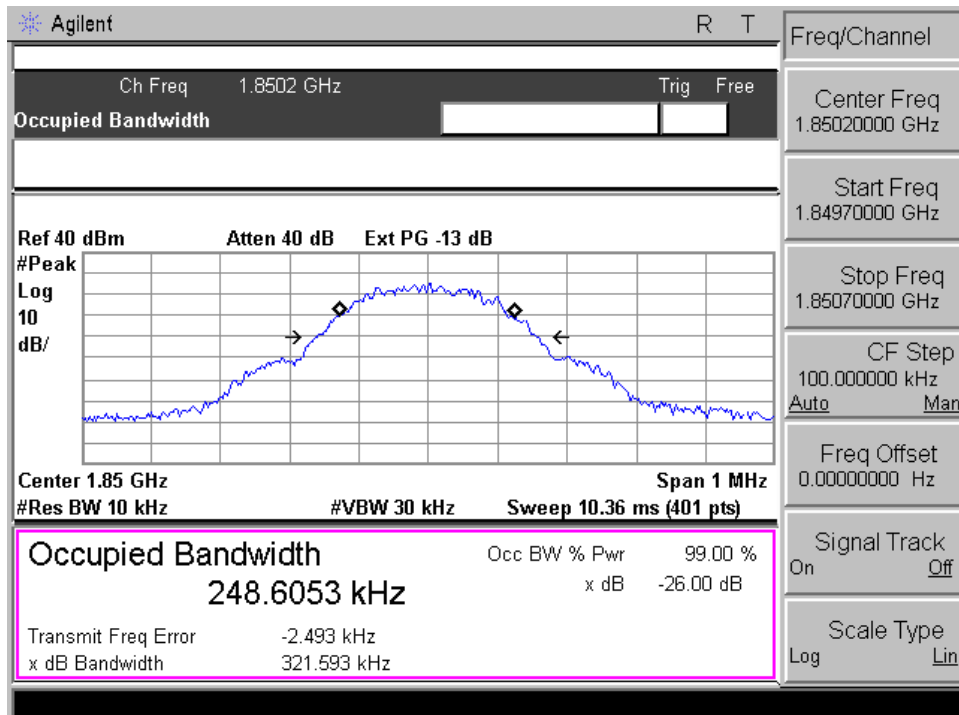 Agilent R T
Ch Freq 1.8502 GHz Trig Free
Occupied Bandwidth
Ref 40 dBm Atten 40 dB Ext PG -13 dB
#Peak
Log
10
dB/
Center 1.85 GHz Span 1 MHz
#Res BW 10 kHz #VBW 30 kHz Sweep 10.36 ms (401 pts)
Occupied Bandwidth Occ BW % Pwr 99.00 %
248.6053 kHz x dB -26.00 dB
Transmit Freq Error -2.493 kHz
x dB Bandwidth 321.593 kHz
Freq/Channel
Center Freq
1.85020000 GHz
Start Freq
1.84970000 GHz
Stop Freq
1.85070000 GHz
CF Step
100.000000 kHz
Auto Man
Freq Offset
0.00000000 Hz
Signal Track
On Off
Scale Type
Log Lin